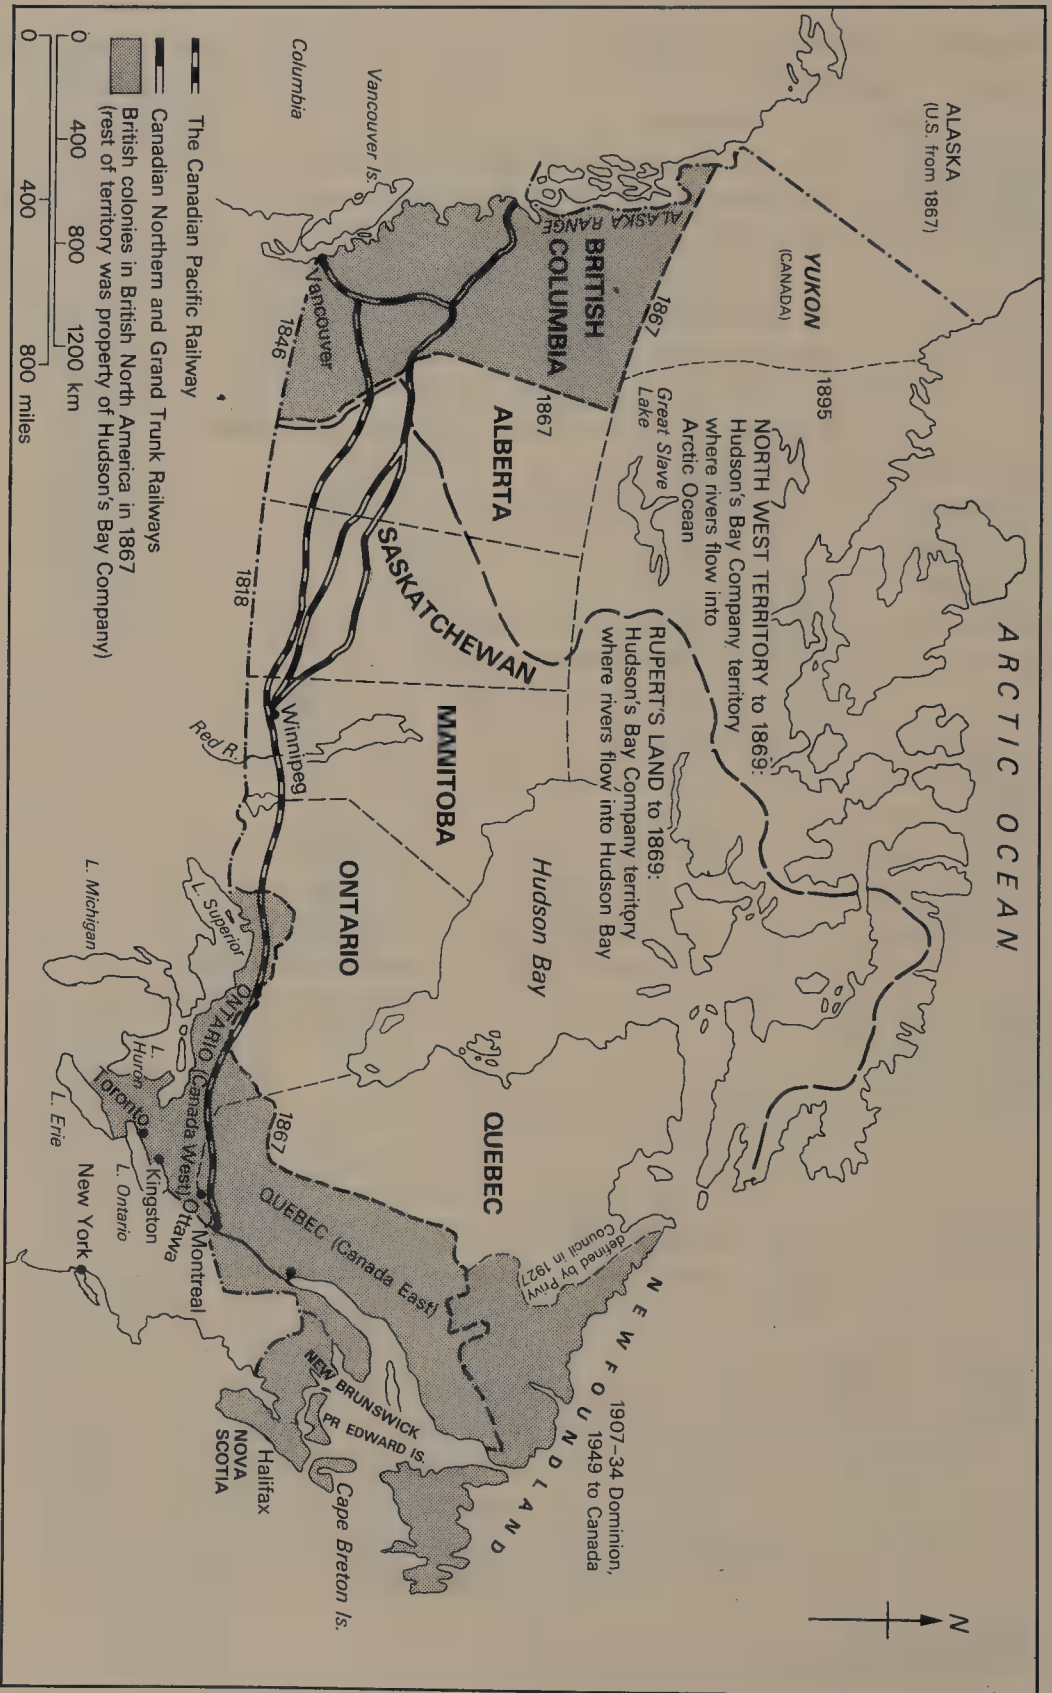 ALASKA
(U.S. from 1867)
YUKON
(CANADA)
ARCTIC OCEAN
N
1895
NORTH WEST TERRITORY to 1869:
Hudson's Bay Company territory
where rivers flow into
Arctic Ocean
Great Slave
Lake
1867
ALASKA RANGE
BRITISH
COLUMBIA
1867
RUPERT'S LAND to 1869:
Hudson's Bay Company territory
where rivers flow into Hudson Bay
Hudson Bay
ALBERTA
SASKATCHEWAN
MANITOBA
ONTARIO
QUEBEC
defined by Privy
Council in 1927
NEWFOUNDLAND
1907–34 Dominion,
1949 to Canada
Vancouver Is.
Columbia
Vancouver
1846
1818
Winnipeg
Red R.
L. Superior
L. Michigan
L.
Huron
L. Erie
L. Ontario
ONTARIO (Canada West)
1867
QUEBEC (Canada East)
Toronto
Kingston
Ottawa
Montreal
New York
NEW BRUNSWICK
PR EDWARD IS.
NOVA
SCOTIA
Halifax
Cape Breton Is.
The Canadian Pacific Railway
Canadian Northern and Grand Trunk Railways
British colonies in British North America in 1867
(rest of territory was property of Hudson's Bay Company)
0 400 800 1200 km
0 400 800 miles